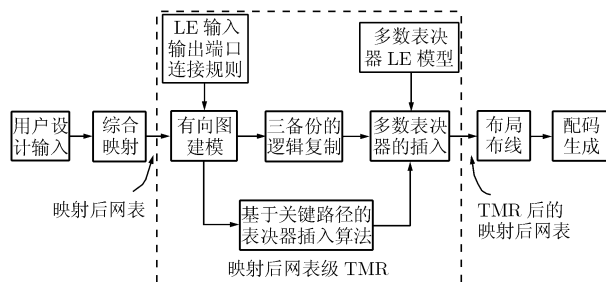 LE 输入
输出端口
连接规则
多数表决
器 LE 模型
用户设
计输入
综合
映射
有向图
建模
三备份的
逻辑复制
多数表决
器的插入
布局
布线
配码
生成
映射后网表
基于关键路径的
表决器插入算法
TMR 后的
映射后网表
映射后网表级 TMR